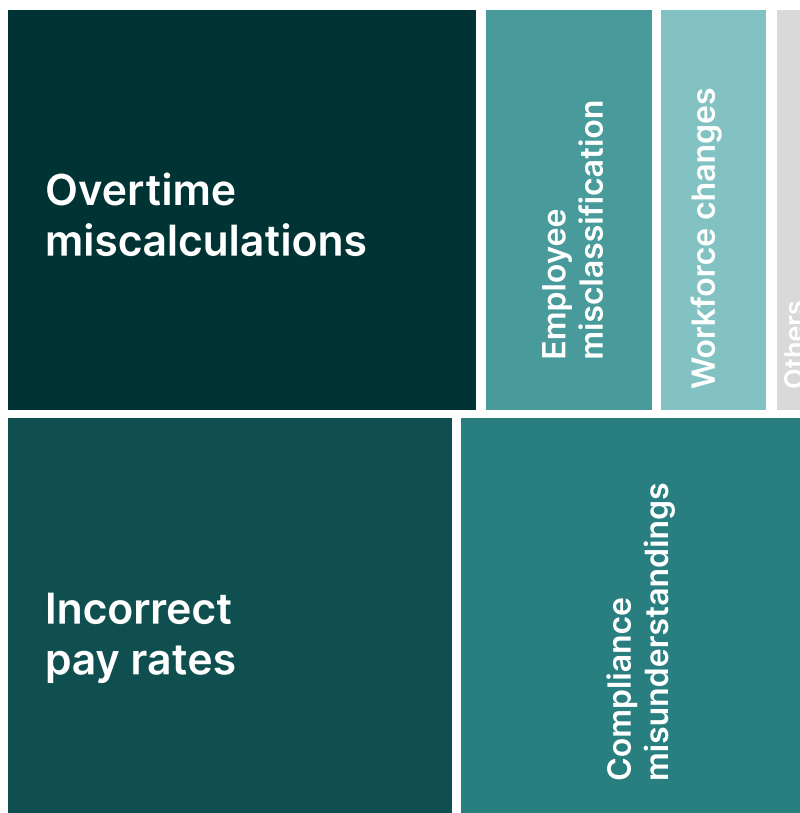 Overtime
miscalculations
Employee
misclassification
Workforce changes
Others
Incorrect
pay rates
Compliance
misunderstandings